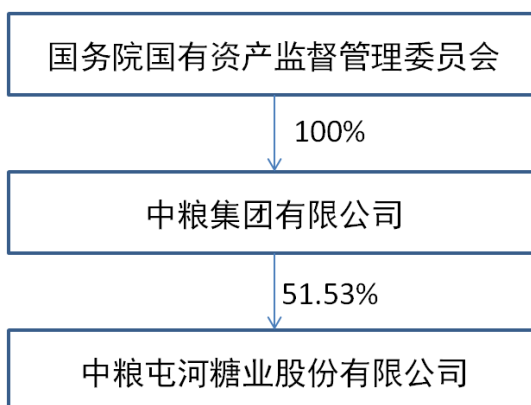 国务院国有资产监督管理委员会
100%
中粮集团有限公司
51.53%
中粮屯河糖业股份有限公司